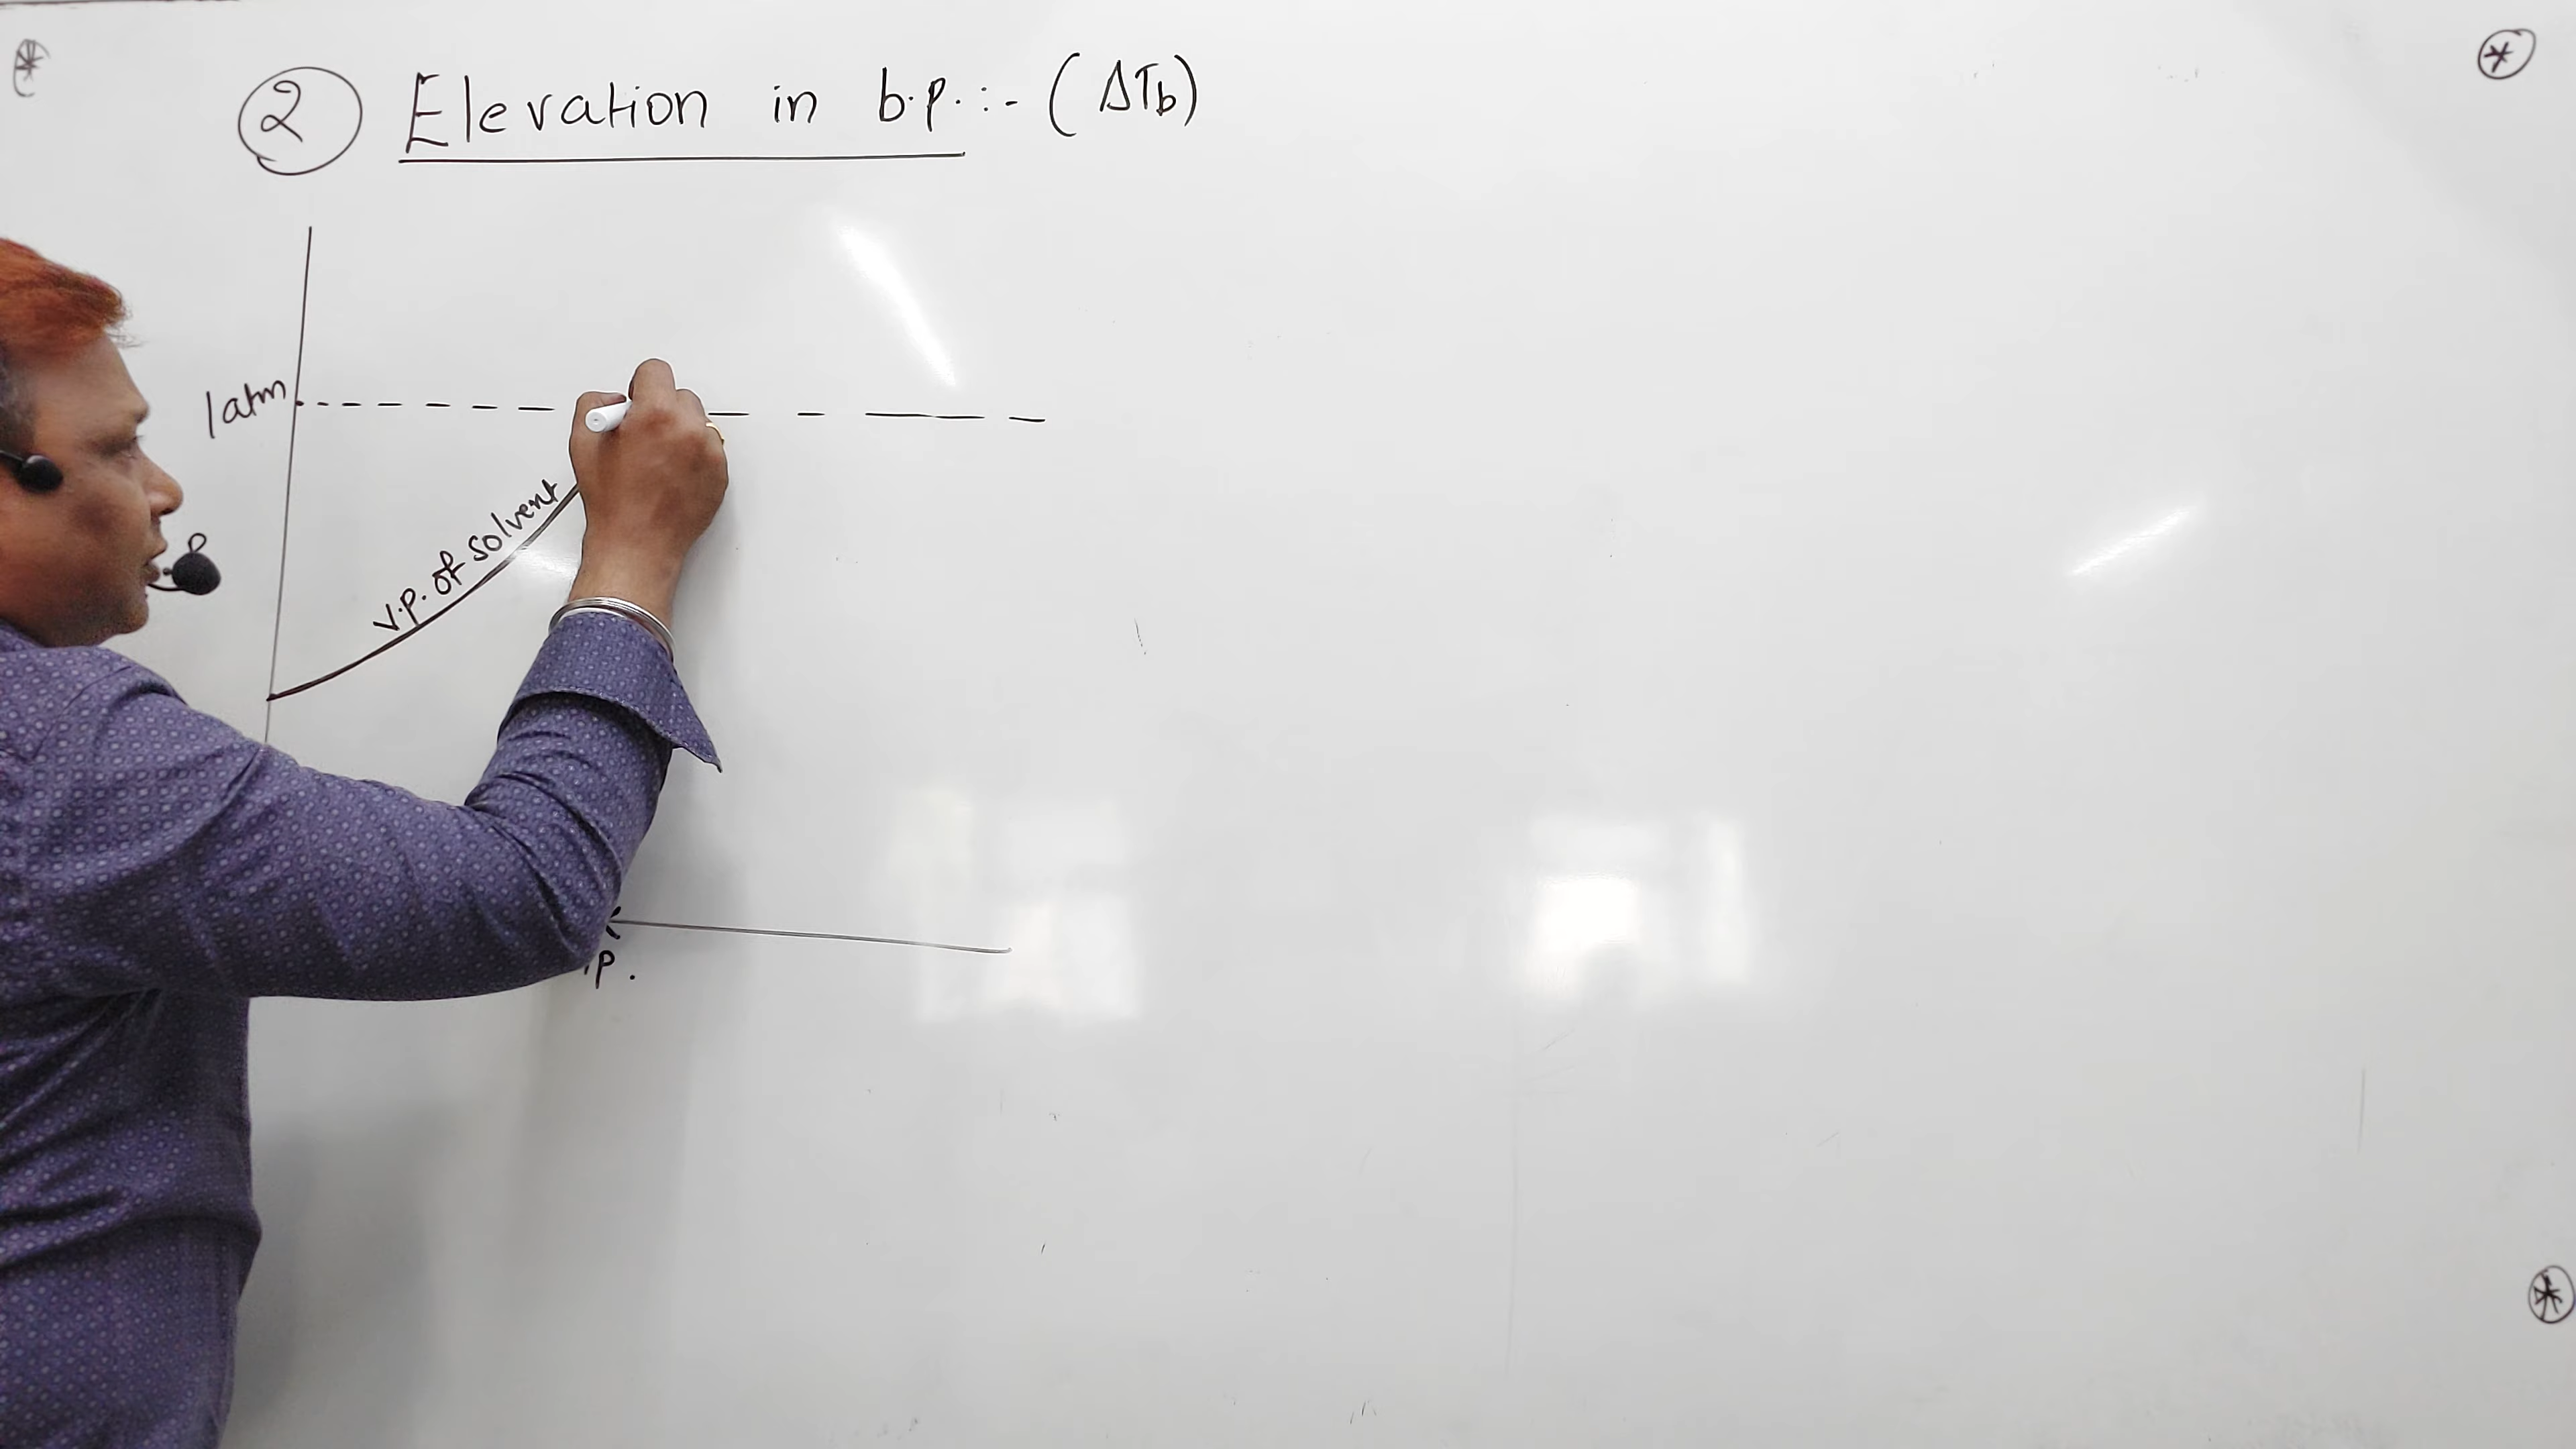 2 Elevation in b.p. :- (ΔTb)
1atm
v.p. of solvent